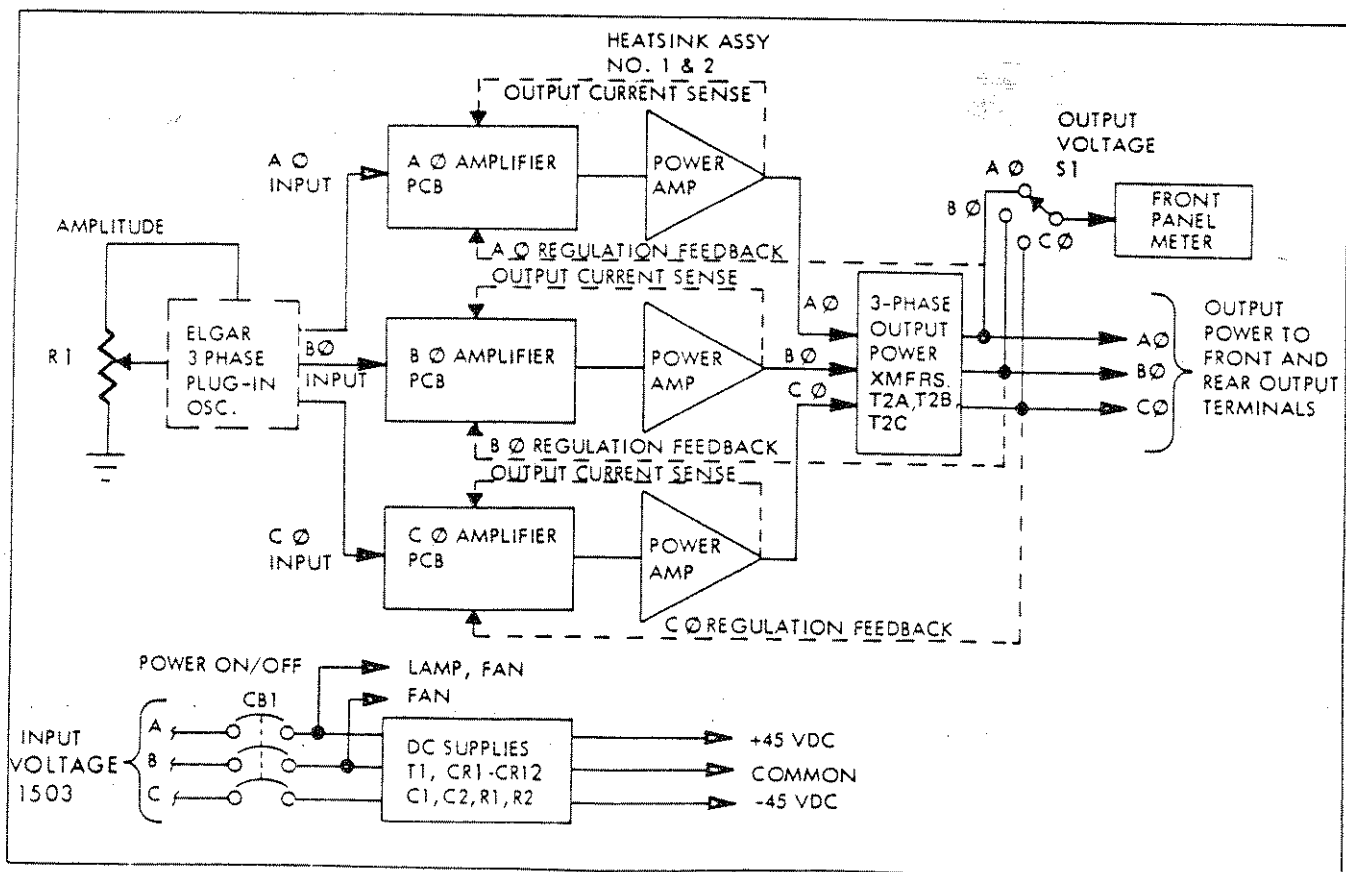 HEATSINK ASSY
NO. 1 & 2
OUTPUT CURRENT SENSE
OUTPUT
VOLTAGE
S1
A Ø
B Ø
C Ø
FRONT
PANEL
METER
A Ø
INPUT
A Ø AMPLIFIER
PCB
POWER
AMP
AMPLITUDE
A Ø REGULATION FEEDBACK
OUTPUT CURRENT SENSE
R1
ELGAR
3 PHASE
PLUG-IN
OSC.
BØ
INPUT
B Ø AMPLIFIER
PCB
POWER
AMP
A Ø
B Ø
C Ø
3-PHASE
OUTPUT
POWER
XMFRS.
T2A, T2B,
T2C
AØ
BØ
CØ
OUTPUT
POWER TO
FRONT AND
REAR OUTPUT
TERMINALS
B Ø REGULATION FEEDBACK
OUTPUT CURRENT SENSE
C Ø
INPUT
C Ø AMPLIFIER
PCB
POWER
AMP
C Ø REGULATION FEEDBACK
POWER ON/OFF
CB1
LAMP, FAN
FAN
INPUT
VOLTAGE
1503
A
B
C
DC SUPPLIES
T1, CR1-CR12
C1, C2, R1, R2
+45 VDC
COMMON
-45 VDC